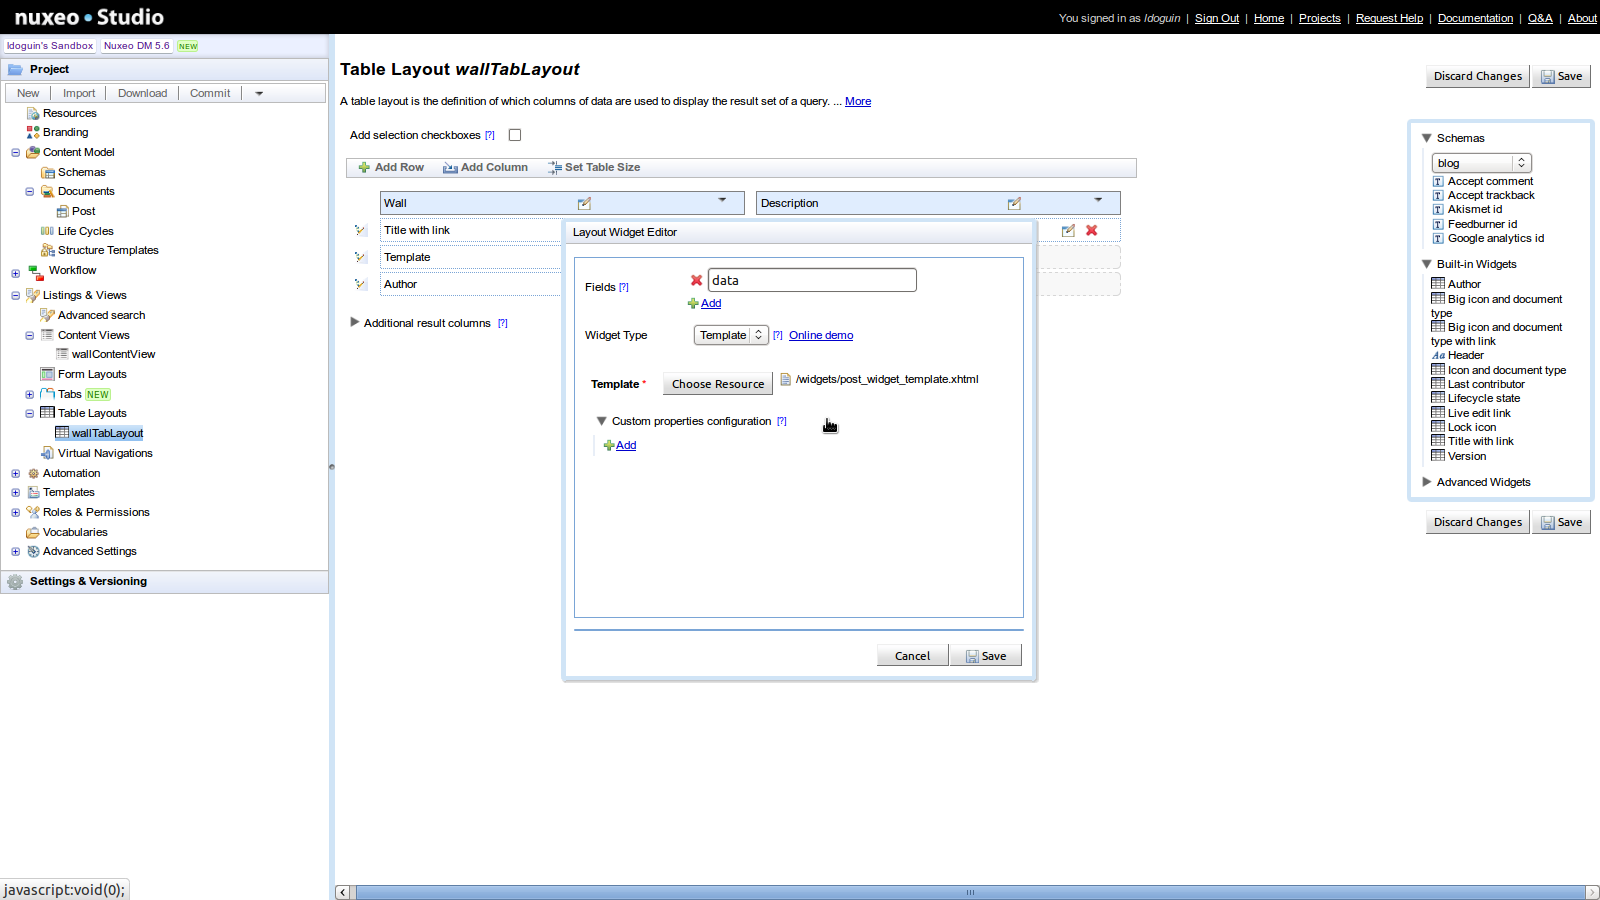 nuxeo • Studio
You signed in as ldoguin | Sign Out | Home | Projects | Request Help | Documentation | Q&A | About
ldoguin's Sandbox Nuxeo DM 5.6 NEW
Project
New Import Download Commit
Resources
Branding
Content Model
Schemas
Documents
Post
Life Cycles
Structure Templates
Workflow
Listings & Views
Advanced search
Content Views
wallContentView
Form Layouts
Tabs NEW
Table Layouts
wallTabLayout
Virtual Navigations
Automation
Templates
Roles & Permissions
Vocabularies
Advanced Settings
Settings & Versioning
Table Layout wallTabLayout
Discard Changes Save
A table layout is the definition of which columns of data are used to display the result set of a query. ... More
Add selection checkboxes [?]
Add Row Add Column Set Table Size
Wall Description
Title with link
Template
Author
Additional result columns [?]
Layout Widget Editor
Fields [?] data
Add
Widget Type Template [?] Online demo
Template * Choose Resource /widgets/post_widget_template.xhtml
Custom properties configuration [?]
Add
Cancel Save
Schemas
blog
Accept comment
Accept trackback
Akismet id
Feedburner id
Google analytics id
Built-in Widgets
Author
Big icon and document
type
Big icon and document
type with link
Aa Header
Icon and document type
Last contributor
Lifecycle state
Live edit link
Lock icon
Title with link
Version
Advanced Widgets
Discard Changes Save
javascript:void(0);